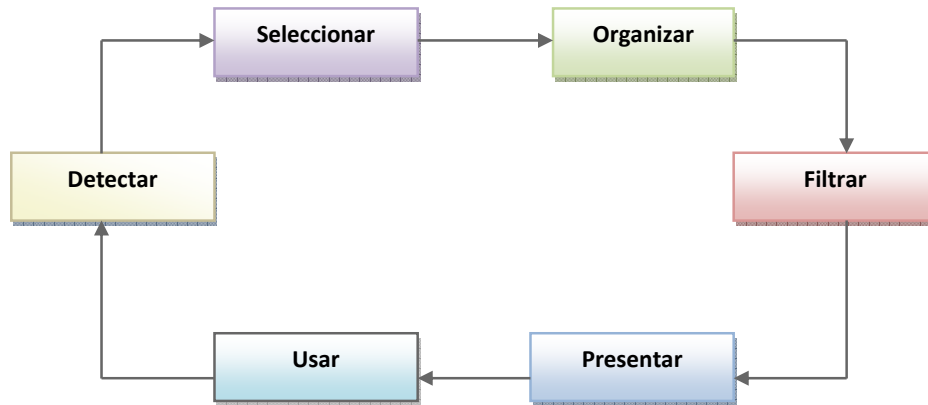 Seleccionar
Organizar
Detectar
Filtrar
Usar
Presentar